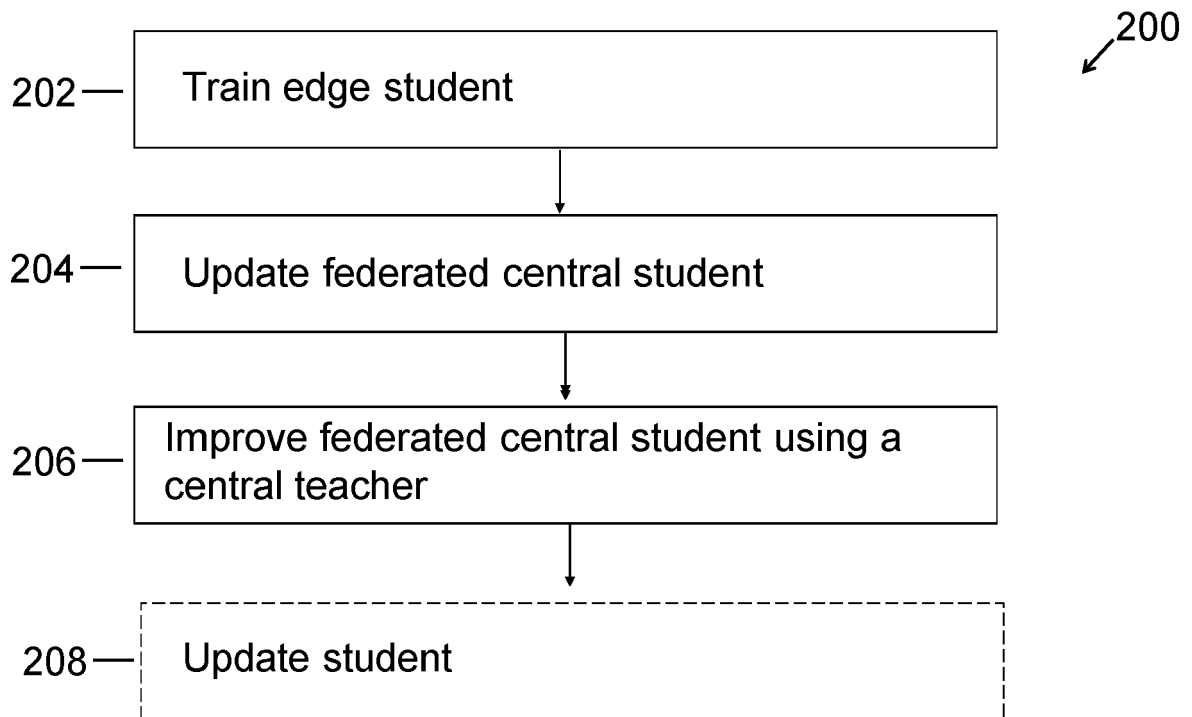 200
202
Train edge student
204
Update federated central student
206
Improve federated central student using a
central teacher
208
Update student